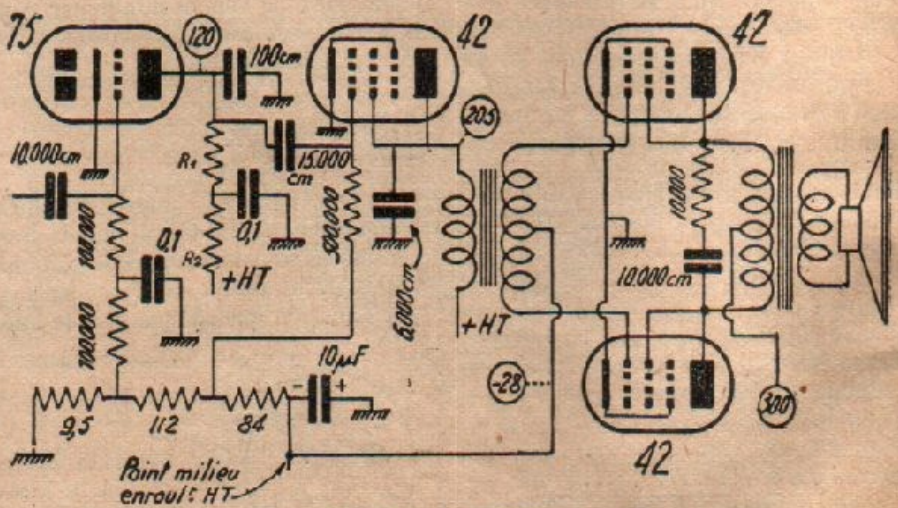 75
120
100cm
42
42
10.000cm
R1
15.000
cm
205
10.000
100.000
0,1
0,1
500.000
R2
+HT
6.000cm
10.000cm
100.000
+HT
10µF
- +
-28
300
9,5
112
84
42
Point milieu
enroult: HT